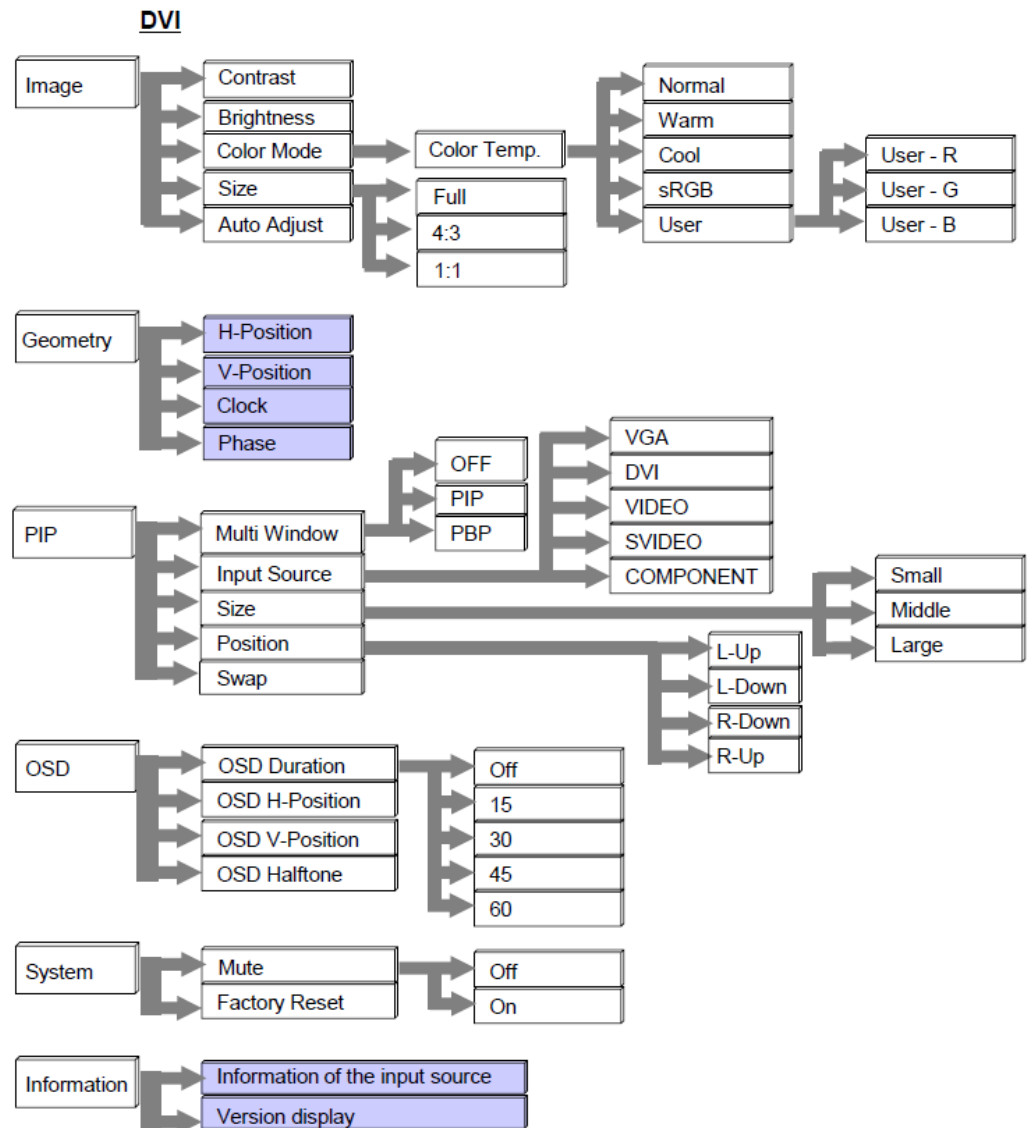 DVI
Image
Contrast
Brightness
Color Mode
Size
Auto Adjust
Color Temp.
Full
4:3
1:1
Normal
Warm
Cool
sRGB
User
User - R
User - G
User - B
Geometry
H-Position
V-Position
Clock
Phase
PIP
Multi Window
Input Source
Size
Position
Swap
OFF
PIP
PBP
VGA
DVI
VIDEO
SVIDEO
COMPONENT
Small
Middle
Large
L-Up
L-Down
R-Down
R-Up
OSD
OSD Duration
OSD H-Position
OSD V-Position
OSD Halftone
Off
15
30
45
60
System
Mute
Factory Reset
Off
On
Information
Information of the input source
Version display